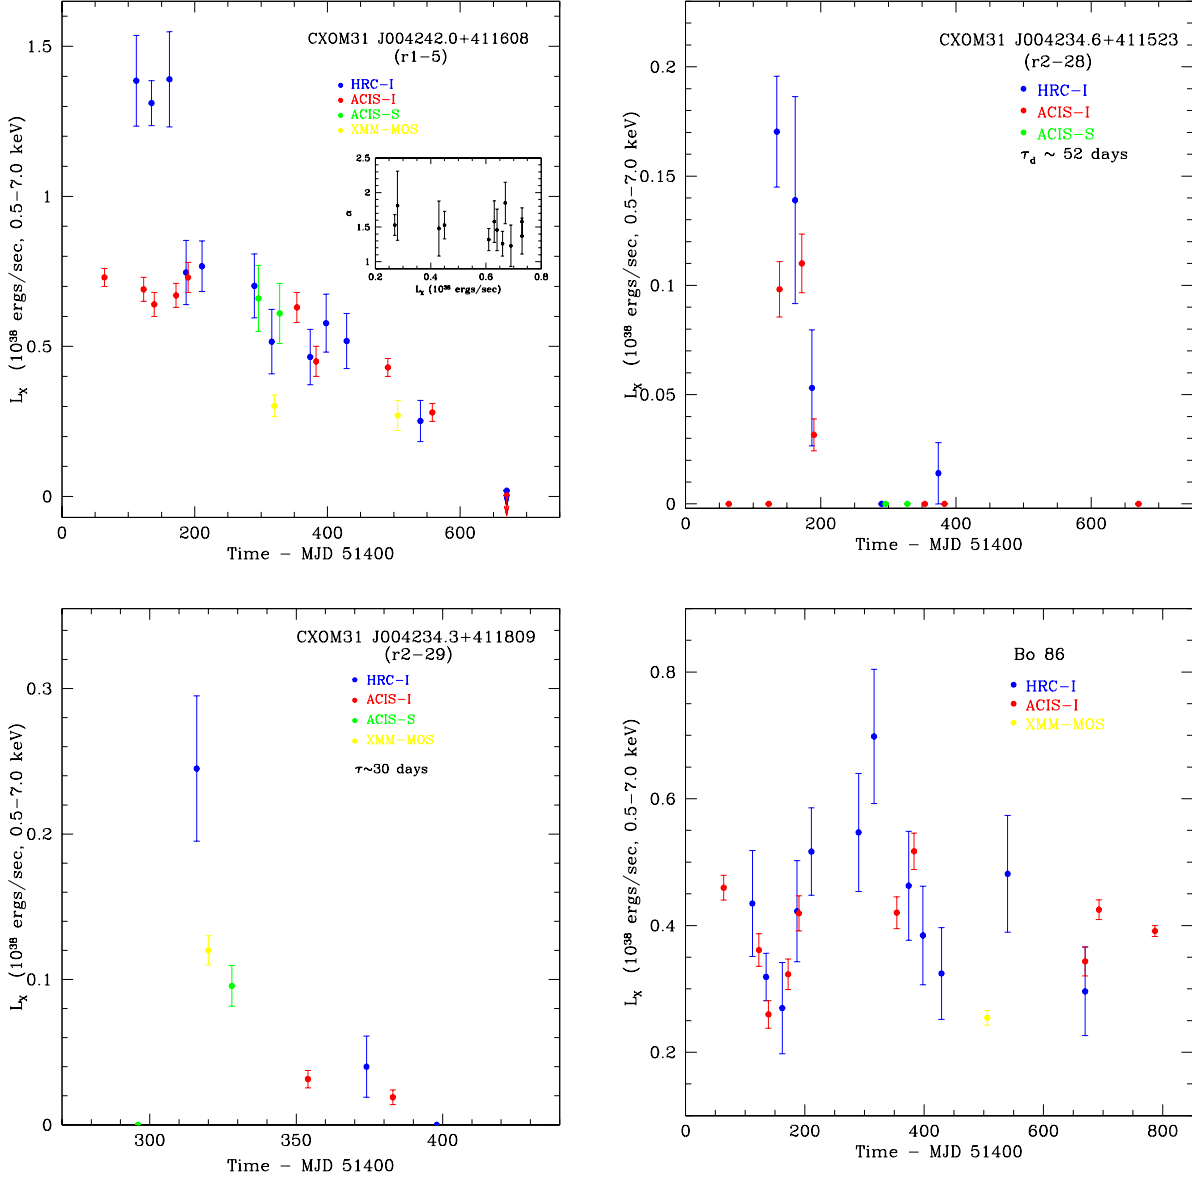 CXOM31 J004242.0+411608
(r1−5)
HRC−I
ACIS−I
ACIS−S
XMM−MOS
1.5
1
0.5
0
L_X (10^38 ergs/sec, 0.5−7.0 keV)
2.5
2
1.5
1
α
0.2 0.4 0.6 0.8
L_X (10^38 ergs/sec)
0 200 400 600
Time − MJD 51400
CXOM31 J004234.6+411523
(r2−28)
HRC−I
ACIS−I
ACIS−S
τ_d ~ 52 days
0.2
0.15
0.1
0.05
0
L_X (10^38 ergs/sec, 0.5−7.0 keV)
0 200 400 600
Time − MJD 51400
CXOM31 J004234.3+411809
(r2−29)
HRC−I
ACIS−I
ACIS−S
XMM−MOS
τ~30 days
0.3
0.2
0.1
0
L_X (10^38 ergs/sec, 0.5−7.0 keV)
300 350 400
Time − MJD 51400
Bo 86
HRC−I
ACIS−I
XMM−MOS
0.8
0.6
0.4
0.2
L_X (10^38 ergs/sec, 0.5−7.0 keV)
0 200 400 600 800
Time − MJD 51400